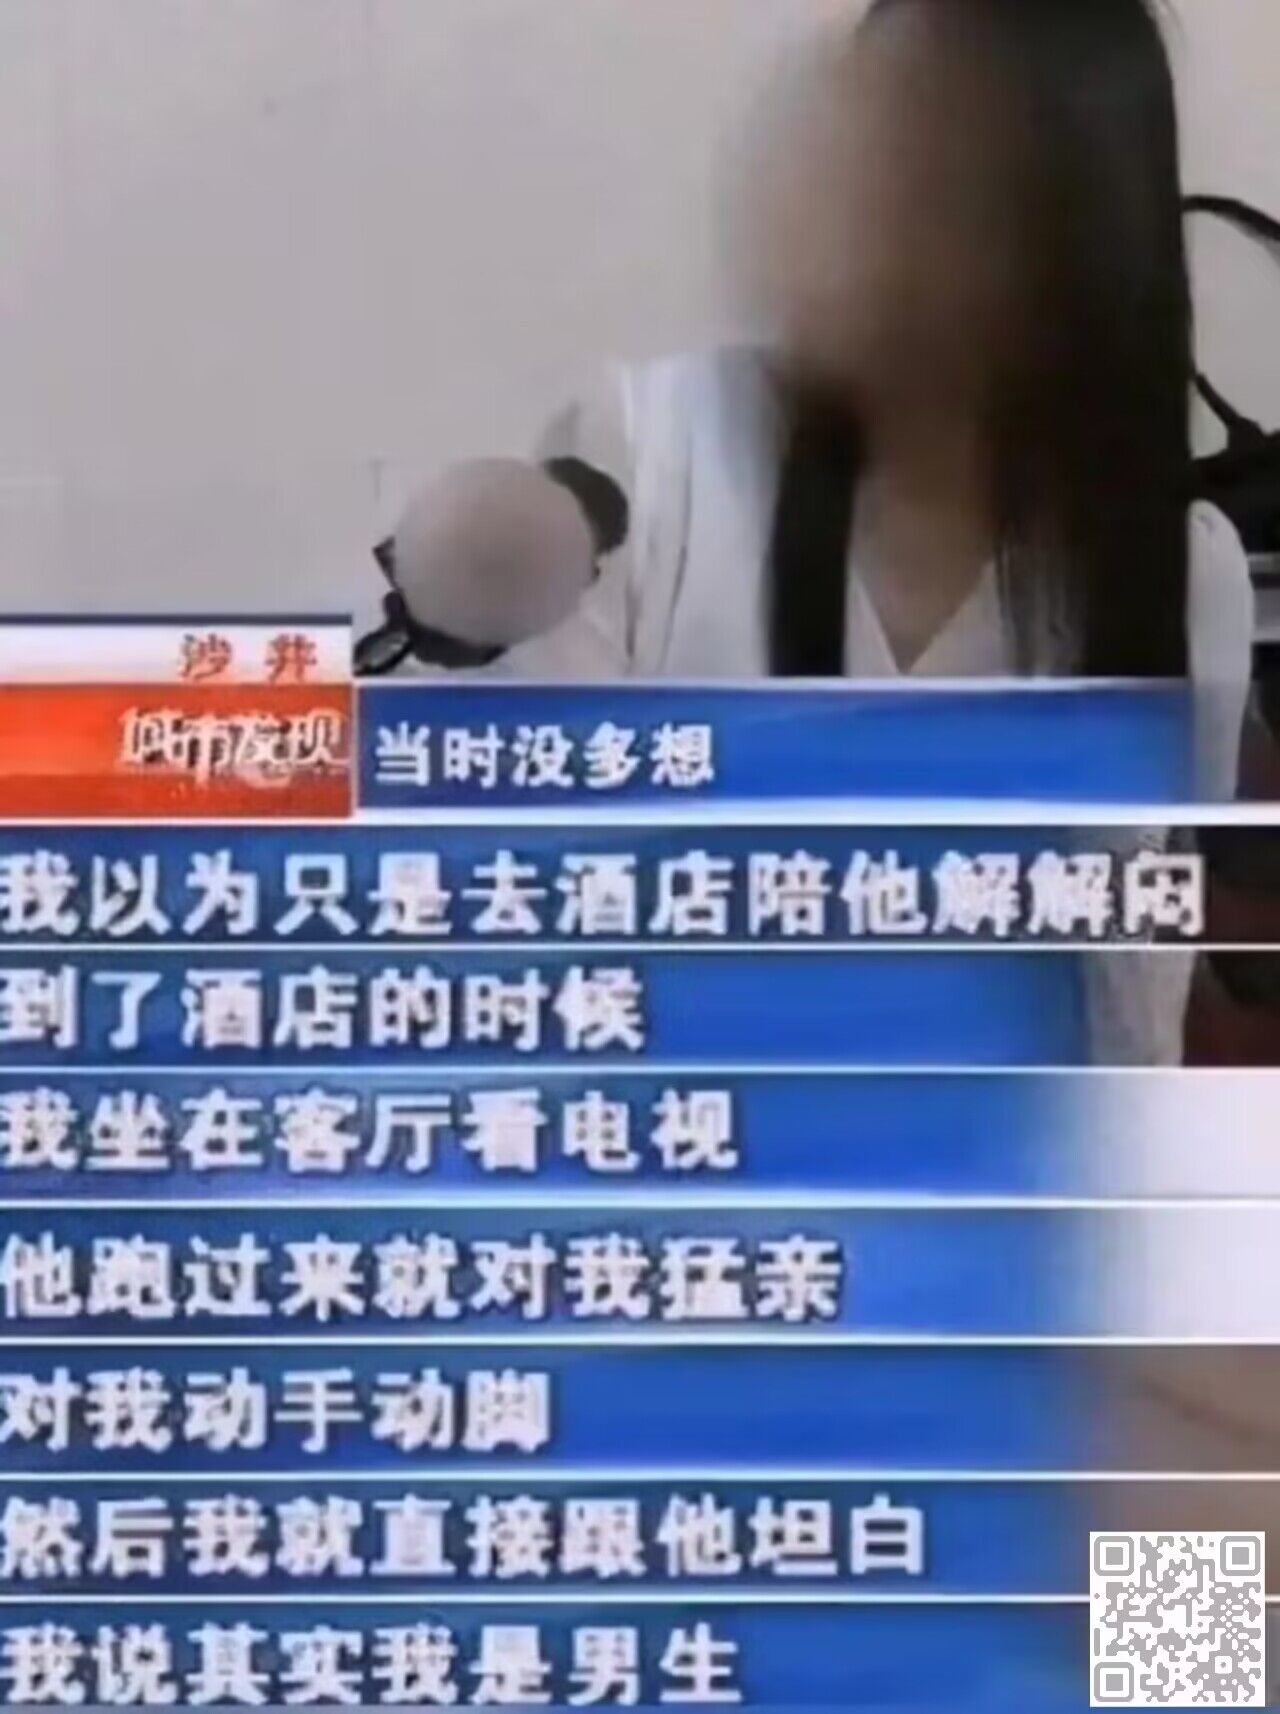 沙井
城市发现
当时没多想
我以为只是去酒店陪他解解闷
到了酒店的时候
我坐在客厅看电视
他跑过来就对我猛亲
对我动手动脚
然后我就直接跟他坦白
我说其实我是男生